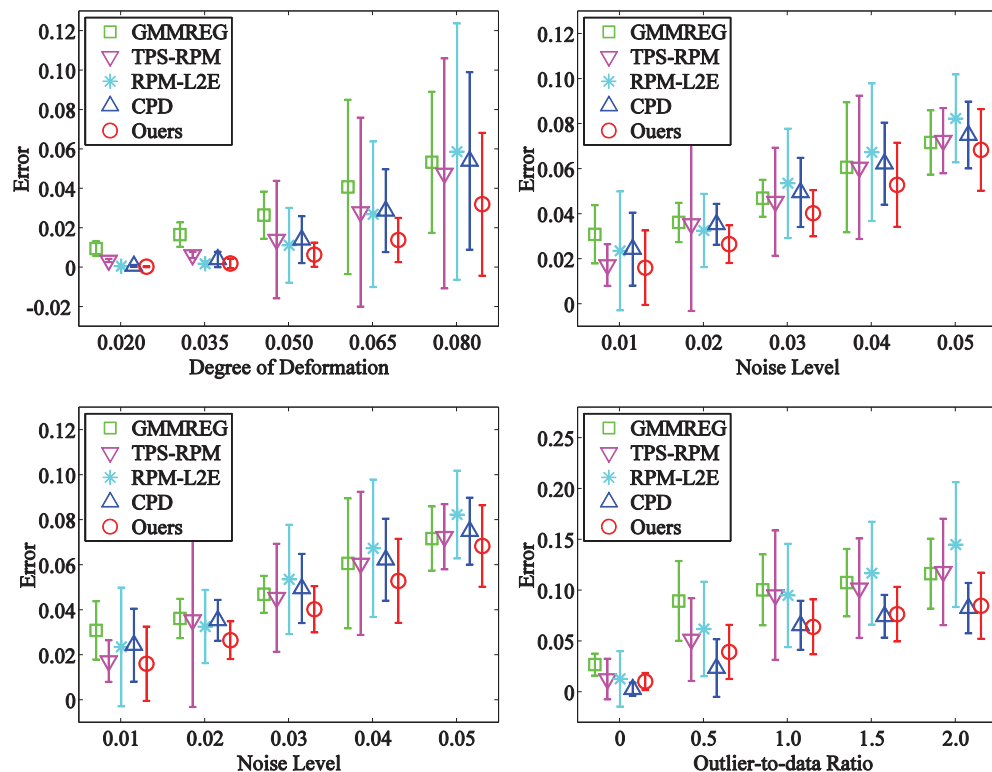 0.12
0.10
0.08
0.06
0.04
0.02
0
-0.02
Error
GMMREG
TPS-RPM
RPM-L2E
CPD
Ouers
0.020 0.035 0.050 0.065 0.080
Degree of Deformation
0.12
0.10
0.08
0.06
0.04
0.02
0
Error
GMMREG
TPS-RPM
RPM-L2E
CPD
Ouers
0.01 0.02 0.03 0.04 0.05
Noise Level
0.12
0.10
0.08
0.06
0.04
0.02
0
Error
GMMREG
TPS-RPM
RPM-L2E
CPD
Ouers
0.01 0.02 0.03 0.04 0.05
Noise Level
0.25
0.20
0.15
0.10
0.05
0
Error
GMMREG
TPS-RPM
RPM-L2E
CPD
Ouers
0 0.5 1.0 1.5 2.0
Outlier-to-data Ratio